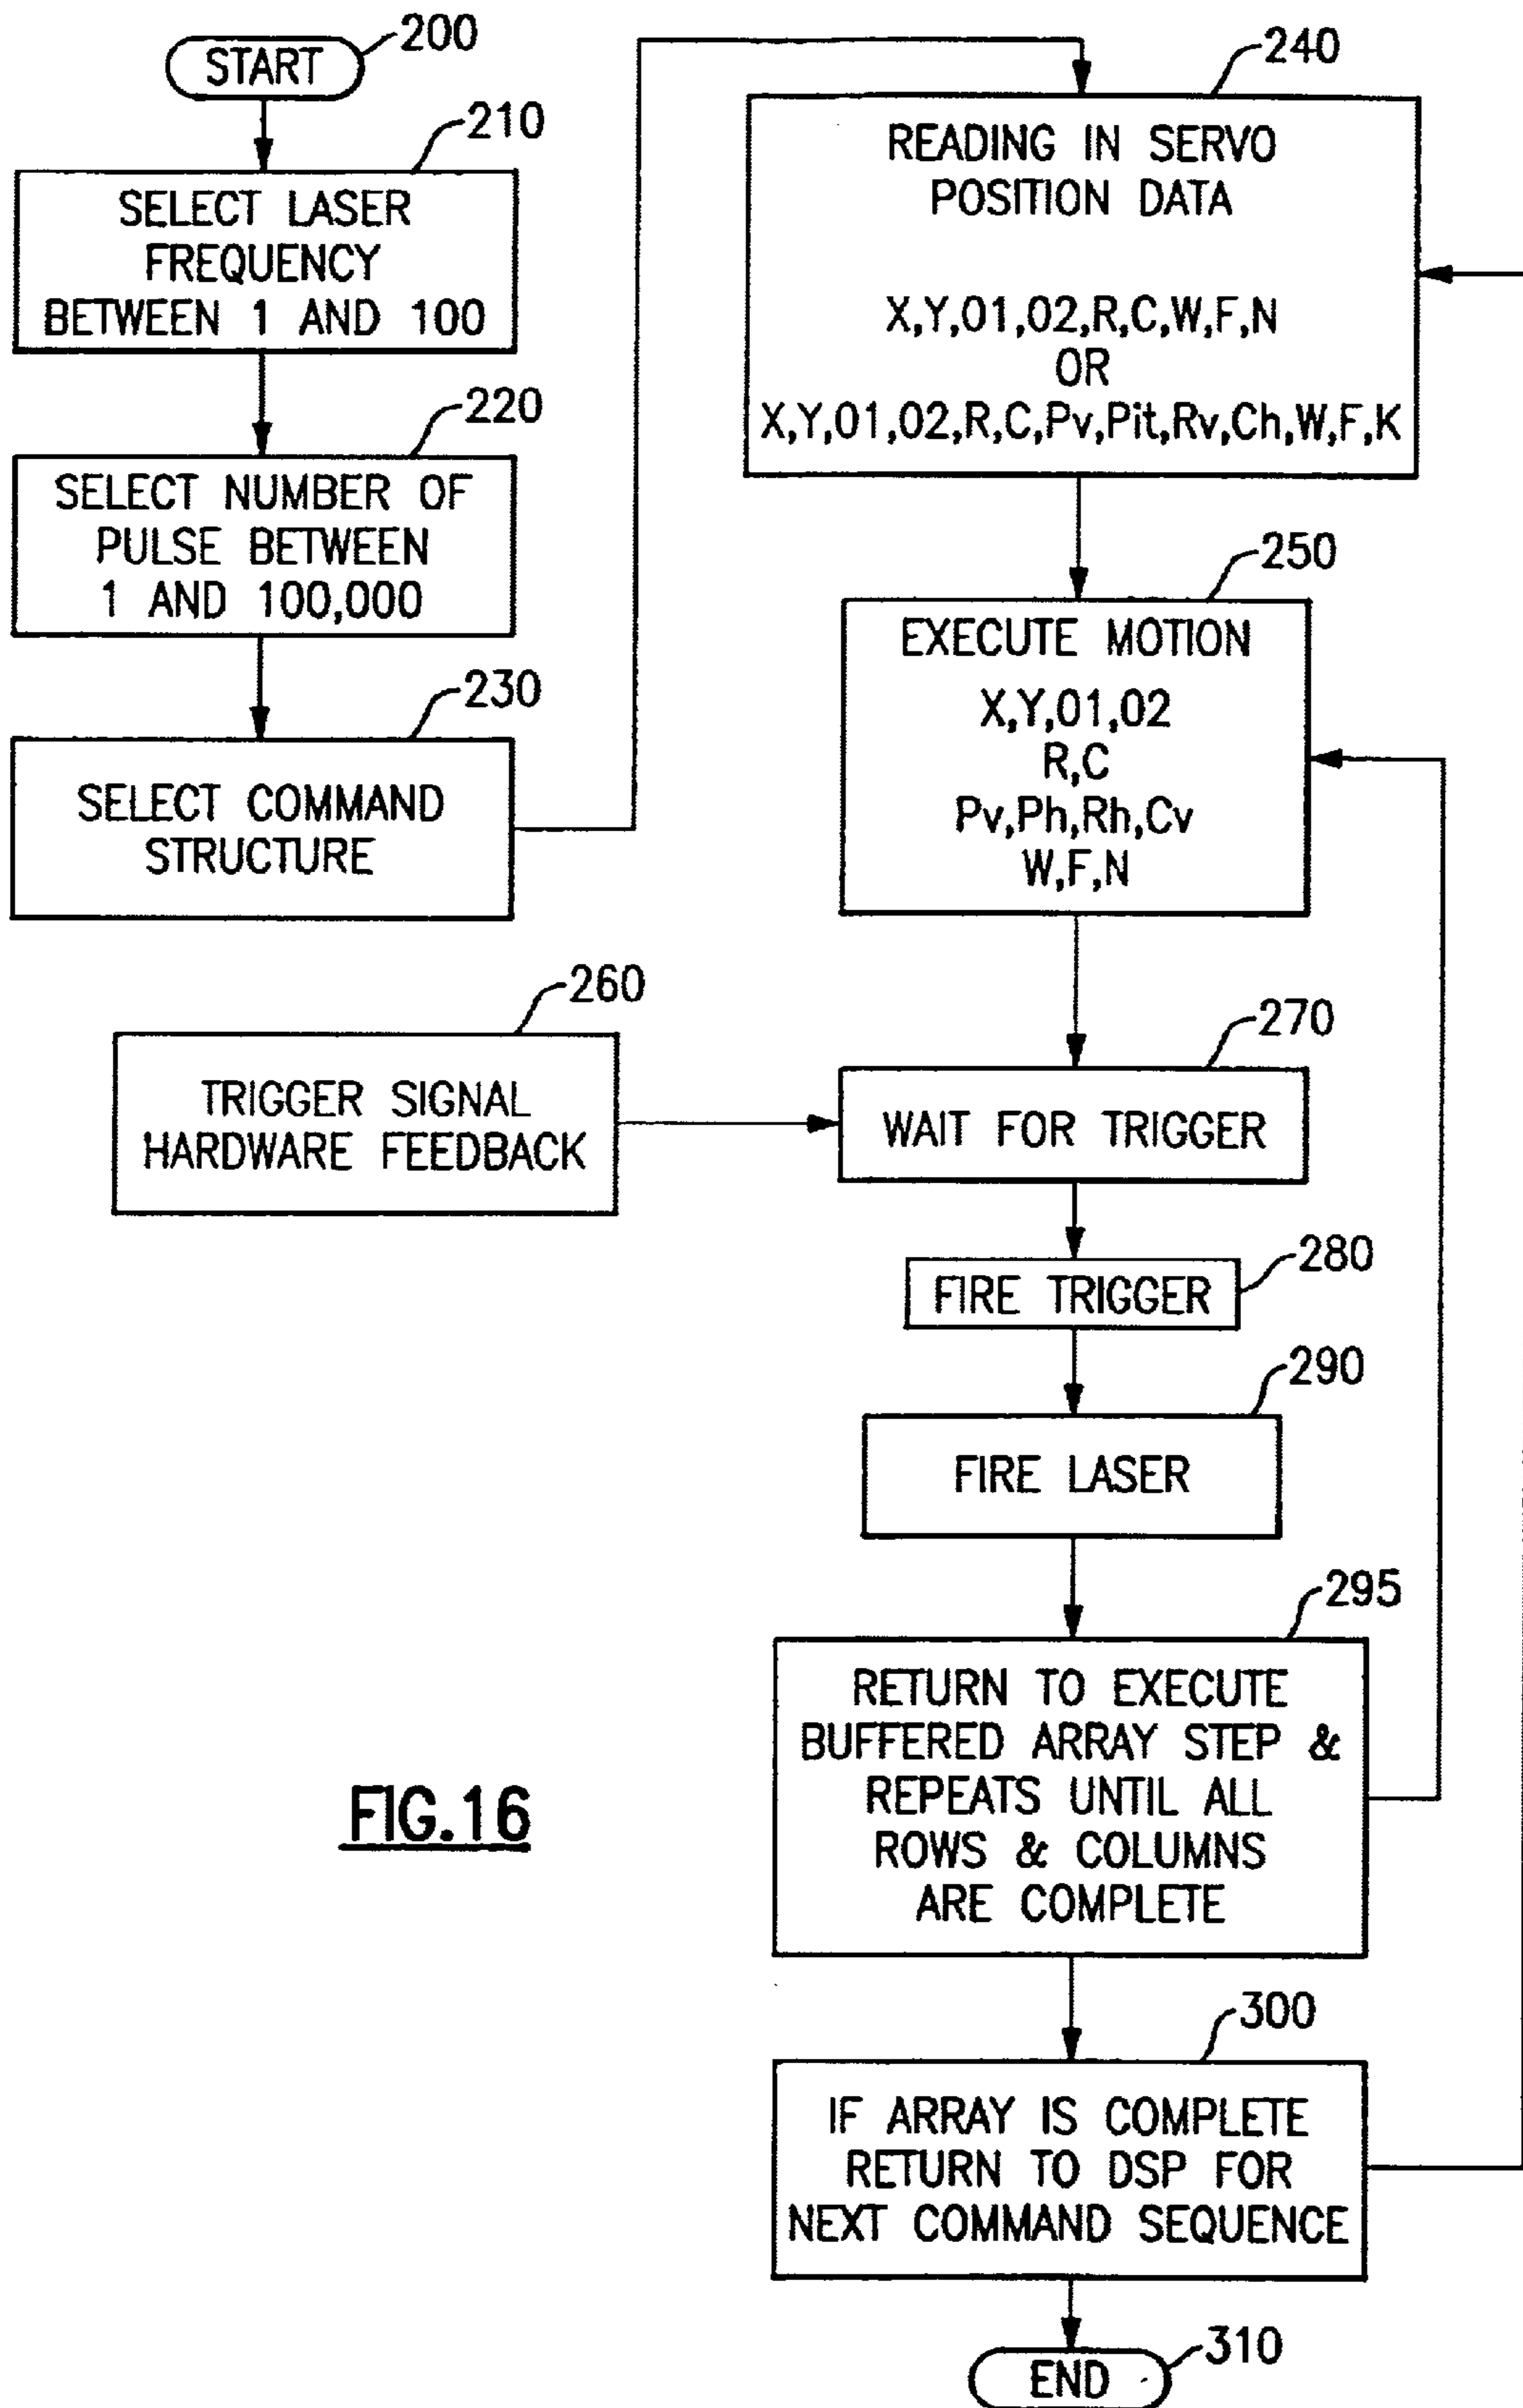 START
200
210
SELECT LASER
FREQUENCY
BETWEEN 1 AND 100
220
SELECT NUMBER OF
PULSE BETWEEN
1 AND 100,000
230
SELECT COMMAND
STRUCTURE
240
READING IN SERVO
POSITION DATA
X,Y,01,02,R,C,W,F,N
OR
X,Y,01,02,R,C,Pv,Pit,Rv,Ch,W,F,K
250
EXECUTE MOTION
X,Y,01,02
R,C
Pv,Ph,Rh,Cv
W,F,N
260
TRIGGER SIGNAL
HARDWARE FEEDBACK
270
WAIT FOR TRIGGER
280
FIRE TRIGGER
290
FIRE LASER
295
RETURN TO EXECUTE
BUFFERED ARRAY STEP &
REPEATS UNTIL ALL
ROWS & COLUMNS
ARE COMPLETE
300
IF ARRAY IS COMPLETE
RETURN TO DSP FOR
NEXT COMMAND SEQUENCE
310
END
FIG.16